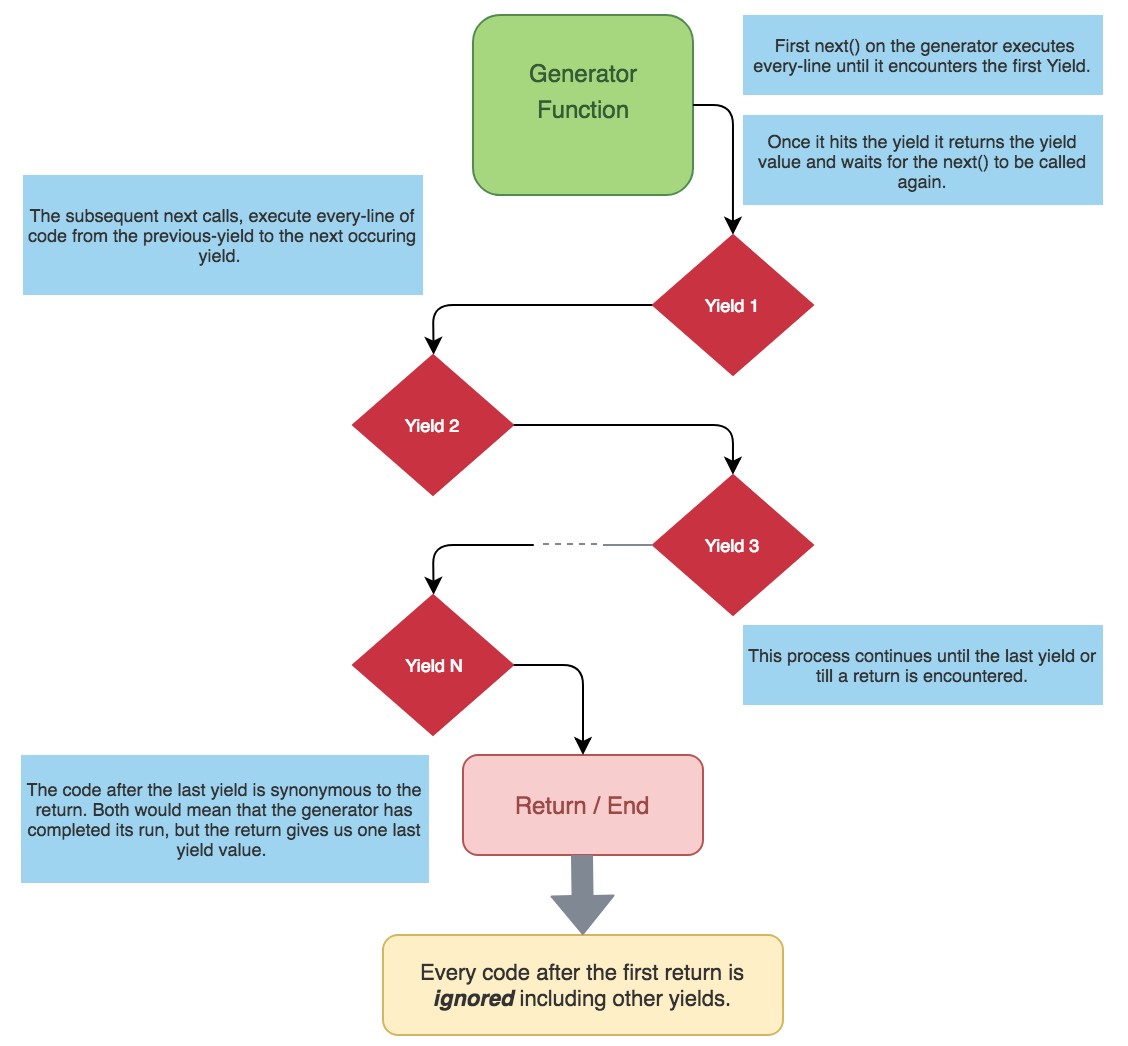 Generator
Function
First next() on the generator executes
every-line until it encounters the first Yield.
Once it hits the yield it returns the yield
value and waits for the next() to be called
again.
The subsequent next calls, execute every-line of
code from the previous-yield to the next occuring
yield.
Yield 1
Yield 2
Yield 3
Yield N
This process continues until the last yield or
till a return is encountered.
The code after the last yield is synonymous to the
return. Both would mean that the generator has
completed its run, but the return gives us one last
yield value.
Return / End
Every code after the first return is
ignored including other yields.